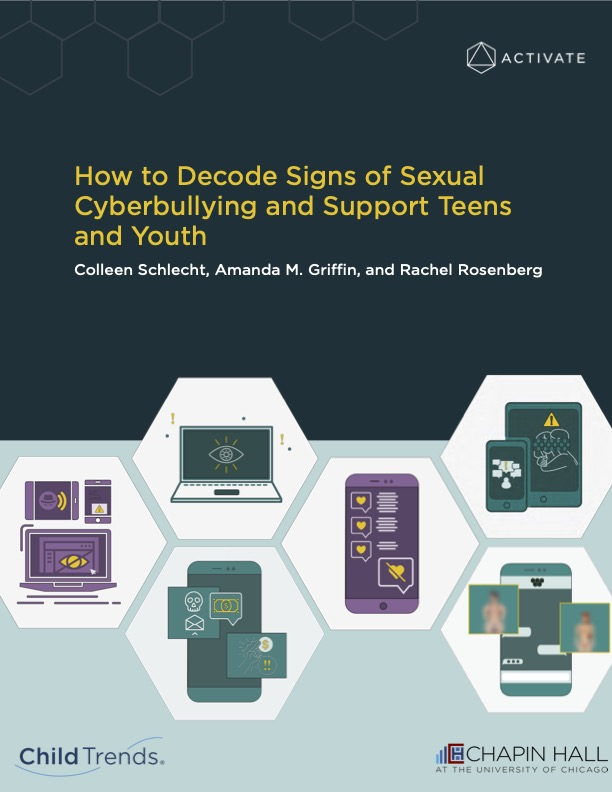 ACTIVATE
How to Decode Signs of Sexual
Cyberbullying and Support Teens
and Youth
Colleen Schlecht, Amanda M. Griffin, and Rachel Rosenberg
Child Trends®
CHAPIN HALL
AT THE UNIVERSITY OF CHICAGO